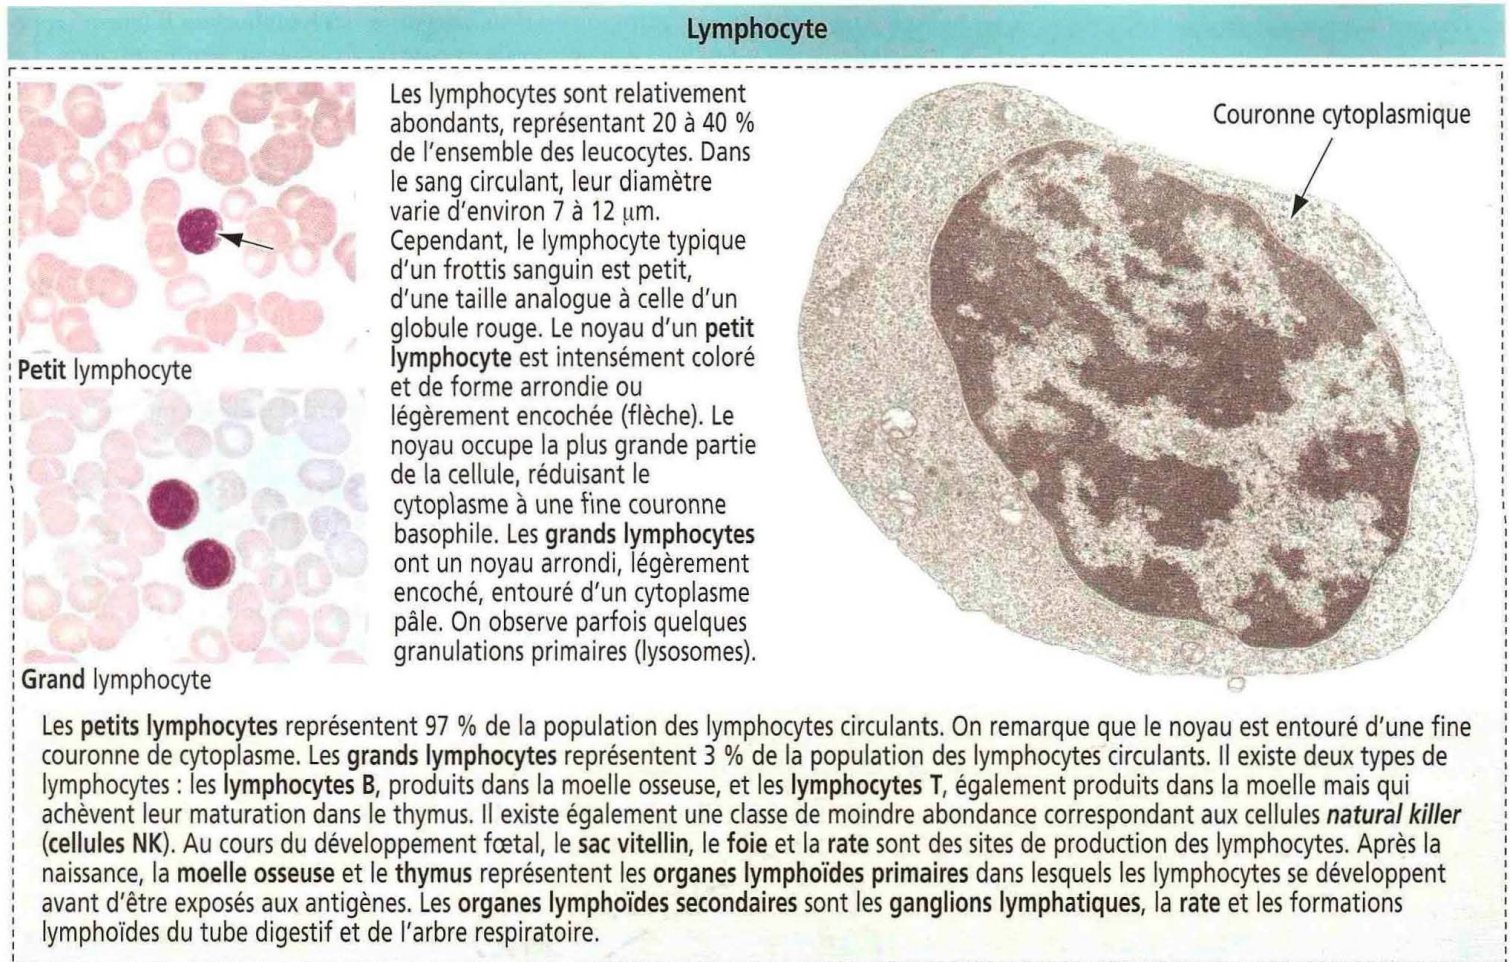 Lymphocyte
Les lymphocytes sont relativement
abondants, représentant 20 à 40 %
de l'ensemble des leucocytes. Dans
le sang circulant, leur diamètre
varie d'environ 7 à 12 µm.
Cependant, le lymphocyte typique
d'un frottis sanguin est petit,
d'une taille analogue à celle d'un
globule rouge. Le noyau d'un petit
lymphocyte est intensément coloré
et de forme arrondie ou
légèrement encochée (flèche). Le
noyau occupe la plus grande partie
de la cellule, réduisant le
cytoplasme à une fine couronne
basophile. Les grands lymphocytes
ont un noyau arrondi, légèrement
encoché, entouré d'un cytoplasme
pâle. On observe parfois quelques
granulations primaires (lysosomes).
Petit lymphocyte
Grand lymphocyte
Couronne cytoplasmique
Les petits lymphocytes représentent 97 % de la population des lymphocytes circulants. On remarque que le noyau est entouré d'une fine
couronne de cytoplasme. Les grands lymphocytes représentent 3 % de la population des lymphocytes circulants. Il existe deux types de
lymphocytes : les lymphocytes B, produits dans la moelle osseuse, et les lymphocytes T, également produits dans la moelle mais qui
achèvent leur maturation dans le thymus. Il existe également une classe de moindre abondance correspondant aux cellules natural killer
(cellules NK). Au cours du développement fœtal, le sac vitellin, le foie et la rate sont des sites de production des lymphocytes. Après la
naissance, la moelle osseuse et le thymus représentent les organes lymphoïdes primaires dans lesquels les lymphocytes se développent
avant d'être exposés aux antigènes. Les organes lymphoïdes secondaires sont les ganglions lymphatiques, la rate et les formations
lymphoïdes du tube digestif et de l'arbre respiratoire.